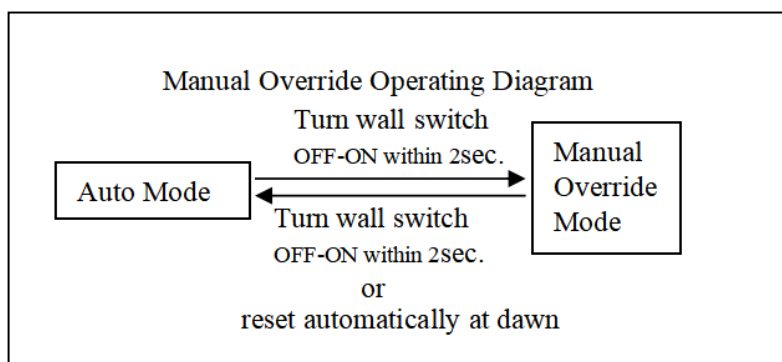 Manual Override Operating Diagram
Turn wall switch
OFF-ON within 2sec.
Auto Mode
Manual
Override
Mode
Turn wall switch
OFF-ON within 2sec.
or
reset automatically at dawn